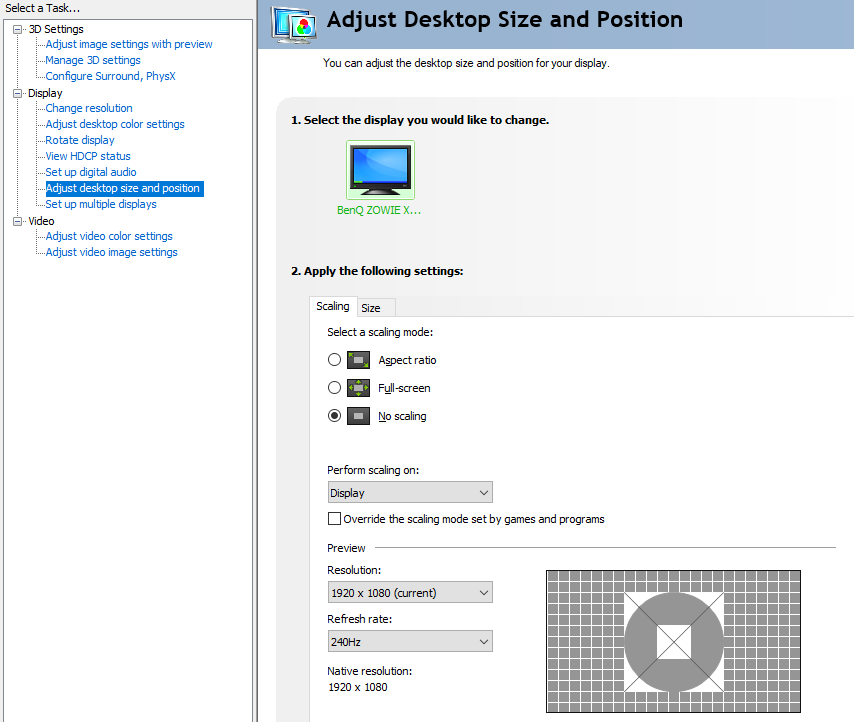 Select a Task...
3D Settings
Adjust image settings with preview
Manage 3D settings
Configure Surround, PhysX
Display
Change resolution
Adjust desktop color settings
Rotate display
View HDCP status
Set up digital audio
Adjust desktop size and position
Set up multiple displays
Video
Adjust video color settings
Adjust video image settings
Adjust Desktop Size and Position
You can adjust the desktop size and position for your display.
1. Select the display you would like to change.
BenQ ZOWIE X...
2. Apply the following settings:
Scaling Size
Select a scaling mode:
Aspect ratio
Full-screen
No scaling
Perform scaling on:
Display
Override the scaling mode set by games and programs
Preview
Resolution:
1920 x 1080 (current)
Refresh rate:
240Hz
Native resolution:
1920 x 1080